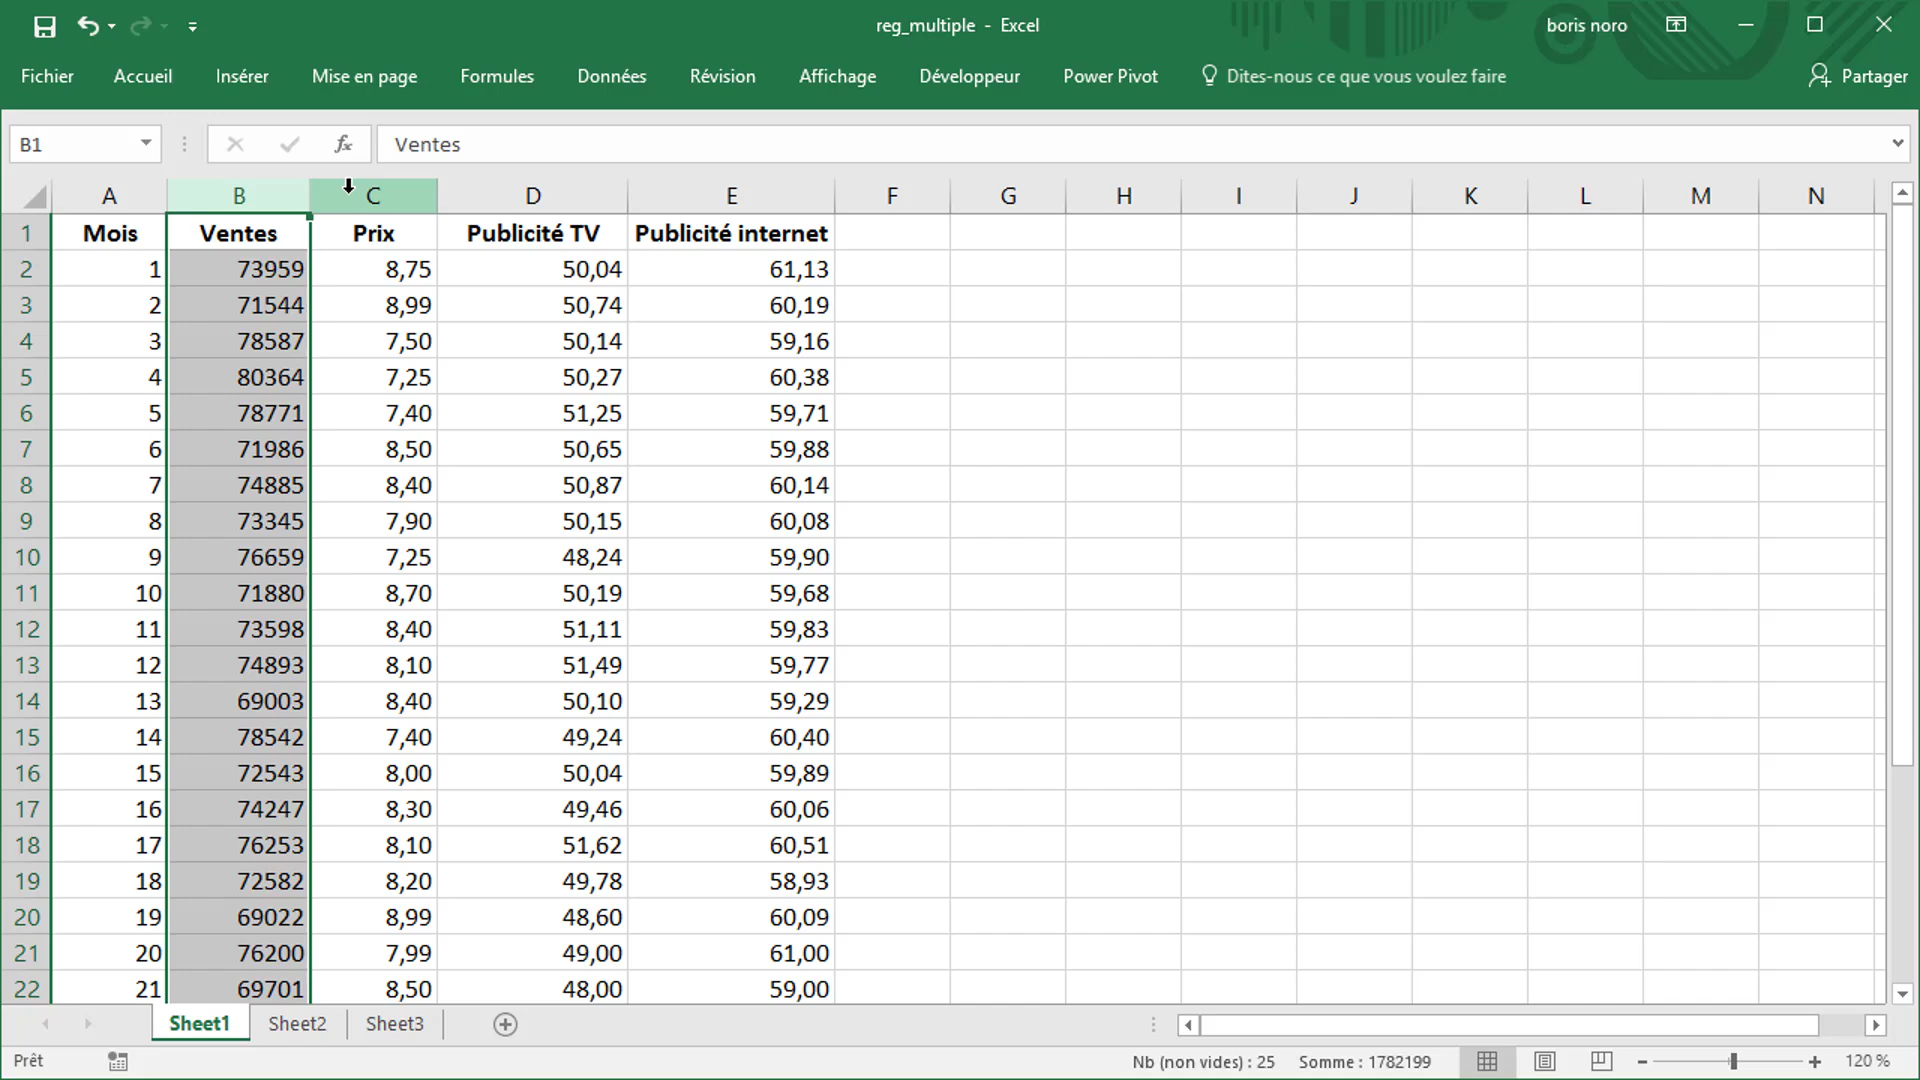 reg_multiple - Excel
boris noro
Fichier Accueil Insérer Mise en page Formules Données Révision Affichage Développeur Power Pivot Dites-nous ce que vous voulez faire Partager
B1 fx Ventes
A B C D E F G H I J K L M N
1 Mois Ventes Prix Publicité TV Publicité internet
2 1 73959 8,75 50,04 61,13
3 2 71544 8,99 50,74 60,19
4 3 78587 7,50 50,14 59,16
5 4 80364 7,25 50,27 60,38
6 5 78771 7,40 51,25 59,71
7 6 71986 8,50 50,65 59,88
8 7 74885 8,40 50,87 60,14
9 8 73345 7,90 50,15 60,08
10 9 76659 7,25 48,24 59,90
11 10 71880 8,70 50,19 59,68
12 11 73598 8,40 51,11 59,83
13 12 74893 8,10 51,49 59,77
14 13 69003 8,40 50,10 59,29
15 14 78542 7,40 49,24 60,40
16 15 72543 8,00 50,04 59,89
17 16 74247 8,30 49,46 60,06
18 17 76253 8,10 51,62 60,51
19 18 72582 8,20 49,78 58,93
20 19 69022 8,99 48,60 60,09
21 20 76200 7,99 49,00 61,00
22 21 69701 8,50 48,00 59,00
Sheet1 Sheet2 Sheet3
Prêt Nb (non vides) : 25 Somme : 1782199 120 %